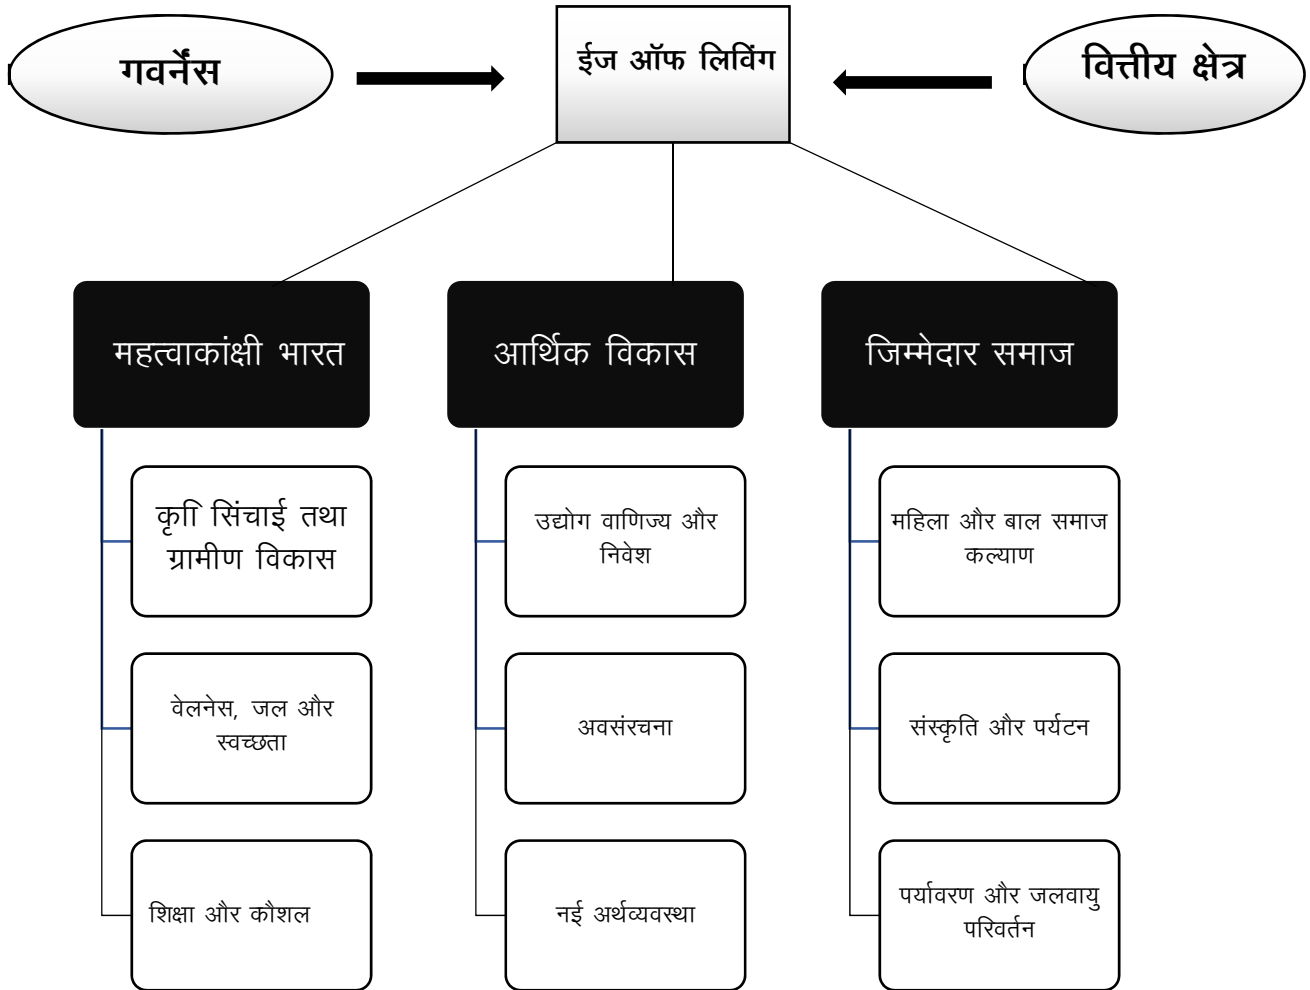 गवर्नेंस
ईज ऑफ लिविंग
वित्तीय क्षेत्र
महत्वाकांक्षी भारत
आर्थिक विकास
जिम्मेदार समाज
कृाि सिंचाई तथा
ग्रामीण विकास
उद्योग वाणिज्य और
निवेश
महिला और बाल समाज
कल्याण
वेलनेस, जल और
स्वच्छता
अवसंरचना
संस्कृति और पर्यटन
शिक्षा और कौशल
नई अर्थव्यवस्था
पर्यावरण और जलवायु
परिवर्तन